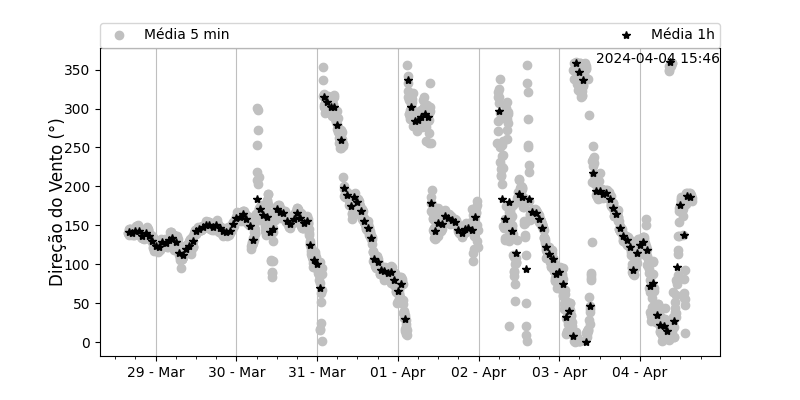 Média 5 min
Média 1h
2024-04-04 15:46
Direção do Vento (°)
350
300
250
200
150
100
50
0
29 - Mar
30 - Mar
31 - Mar
01 - Apr
02 - Apr
03 - Apr
04 - Apr